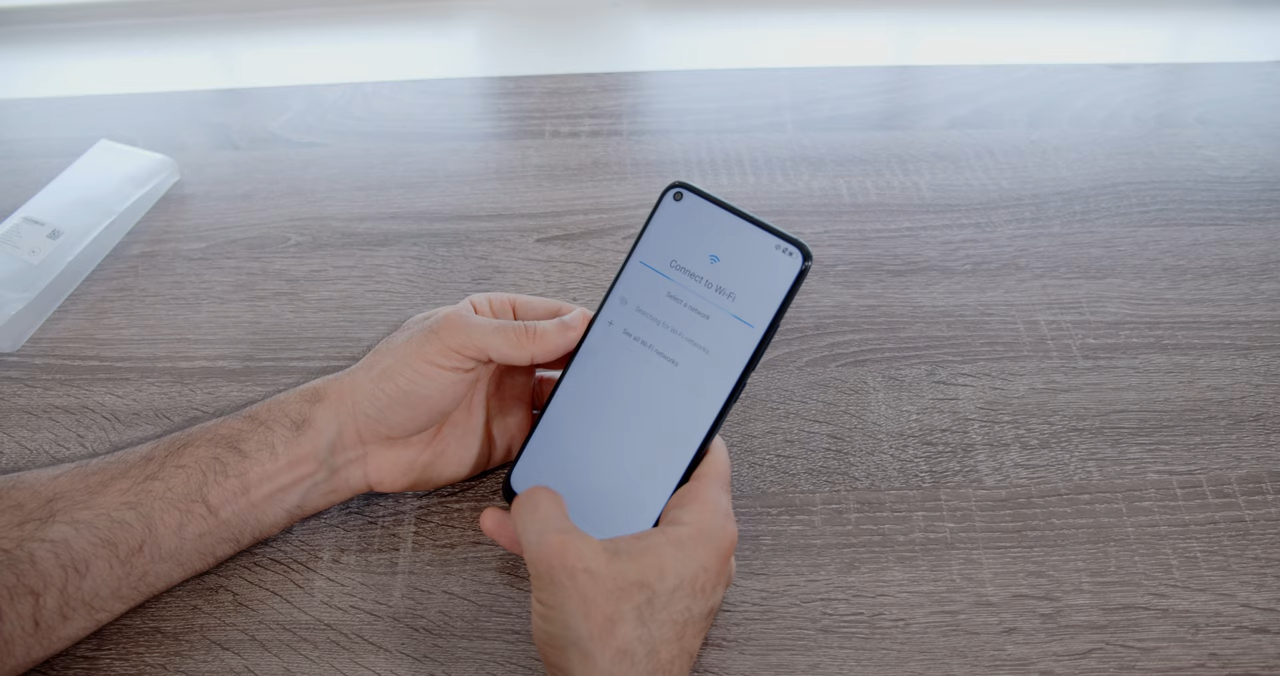 Connect to Wi-Fi
Select a network
Searching for Wi-Fi networks...
See all Wi-Fi networks